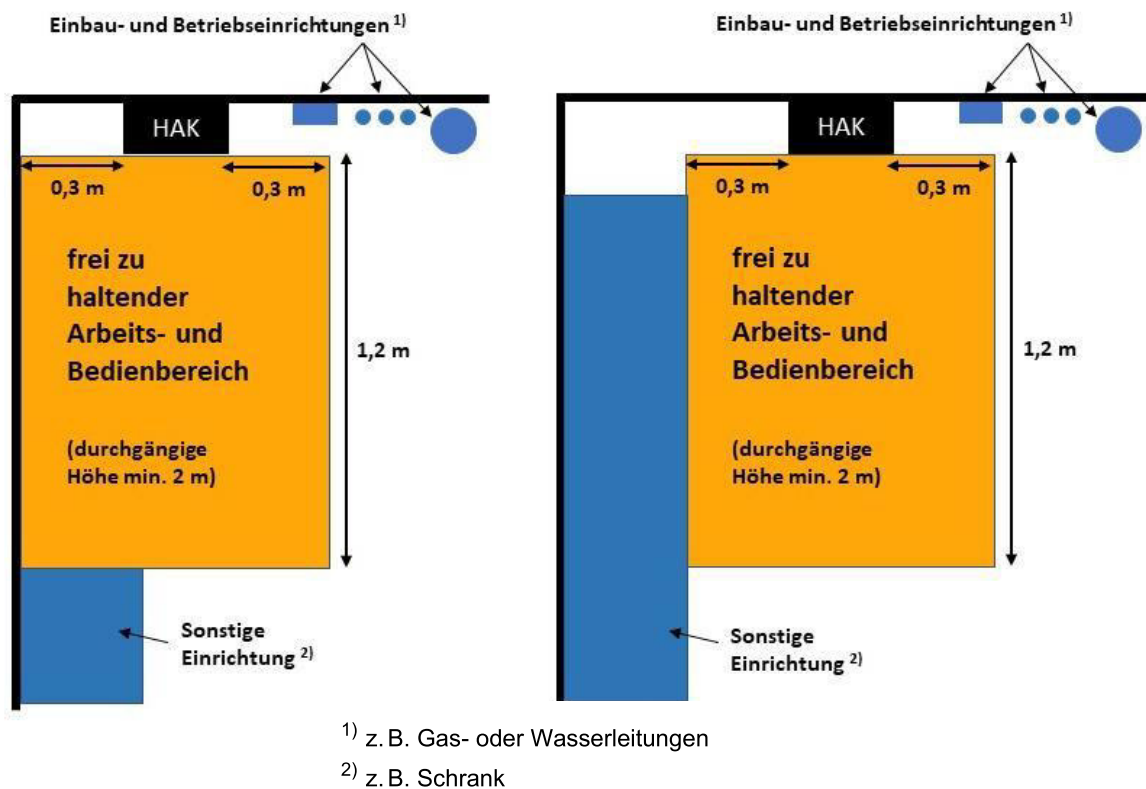 Einbau- und Betriebseinrichtungen 1)
HAK
0,3 m
0,3 m
frei zu
haltender
Arbeits- und
Bedienbereich
(durchgängige
Höhe min. 2 m)
1,2 m
Sonstige
Einrichtung 2)
Einbau- und Betriebseinrichtungen 1)
HAK
0,3 m
0,3 m
frei zu
haltender
Arbeits- und
Bedienbereich
(durchgängige
Höhe min. 2 m)
1,2 m
Sonstige
Einrichtung 2)
1) z. B. Gas- oder Wasserleitungen
2) z. B. Schrank